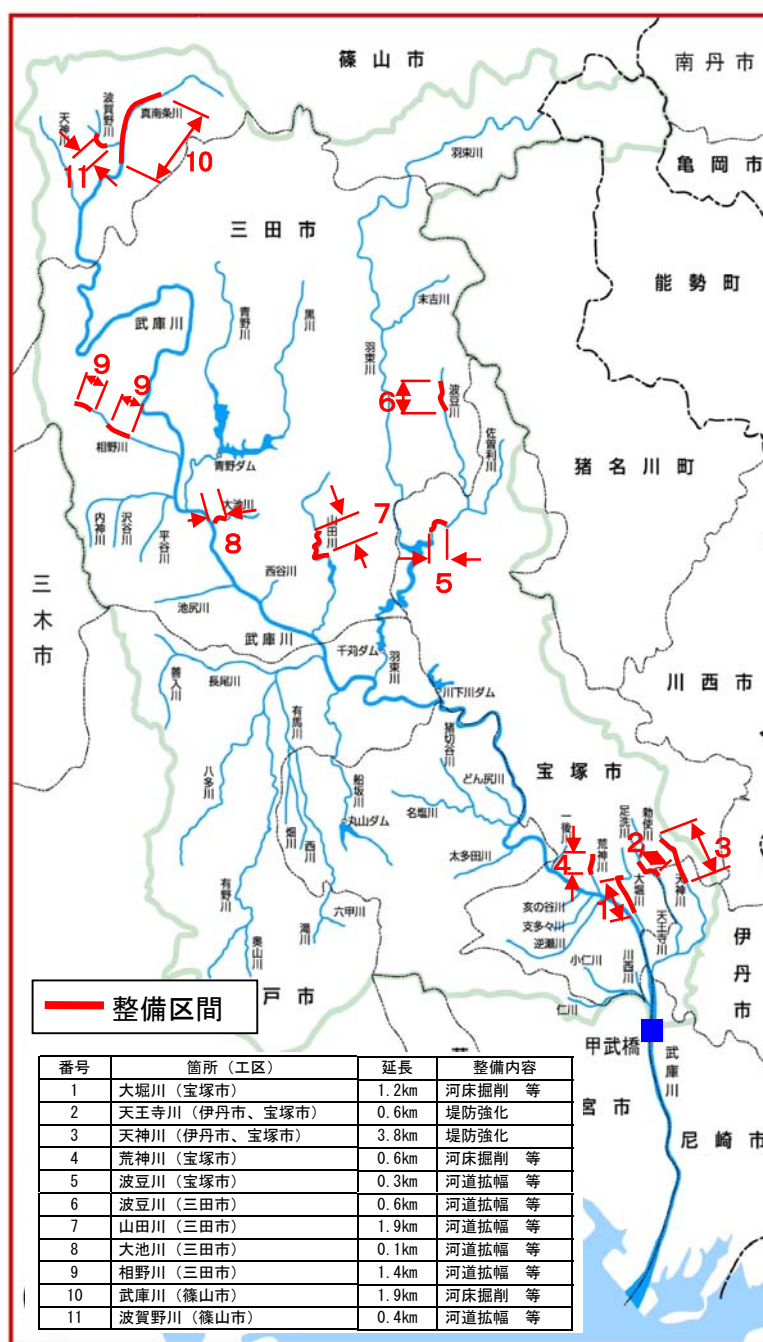 篠山市
南丹市
亀岡市
能勢町
猪名川町
川西市
三田市
三木市
宝塚市
伊丹市
尼崎市
宮市
戸市
天神川
波賀野川
真南条川
10
11
羽束川
武庫川
青野川
黒川
末吉川
羽束川
9
9
6
波豆川
佐曽利川
相野川
青野ダム
大池川
山田川
7
8
5
内神川
沢谷川
平谷川
西谷川
池尻川
武庫川
千苅ダム
羽束川
川下川ダム
善入川
長尾川
有馬川
猪切谷川
どん尻川
八多川
船坂川
名塩川
丸山ダム
畑川
西川
太多田川
一後川
荒神川
足洗川
勅使川
2
3
4
1
大堀川
天神川
天王寺川
有野川
六甲川
滝川
奥山川
亥の谷川
支多々川
逆瀬川
小仁川
川西川
仁川
甲武橋
武庫川
整備区間
番号 箇所（工区） 延長 整備内容
1 大堀川（宝塚市） 1.2km 河床掘削 等
2 天王寺川（伊丹市、宝塚市） 0.6km 堤防強化
3 天神川（伊丹市、宝塚市） 3.8km 堤防強化
4 荒神川（宝塚市） 0.6km 河床掘削 等
5 波豆川（宝塚市） 0.3km 河道拡幅 等
6 波豆川（三田市） 0.6km 河道拡幅 等
7 山田川（三田市） 1.9km 河道拡幅 等
8 大池川（三田市） 0.1km 河道拡幅 等
9 相野川（三田市） 1.4km 河道拡幅 等
10 武庫川（篠山市） 1.9km 河床掘削 等
11 波賀野川（篠山市） 0.4km 河道拡幅 等